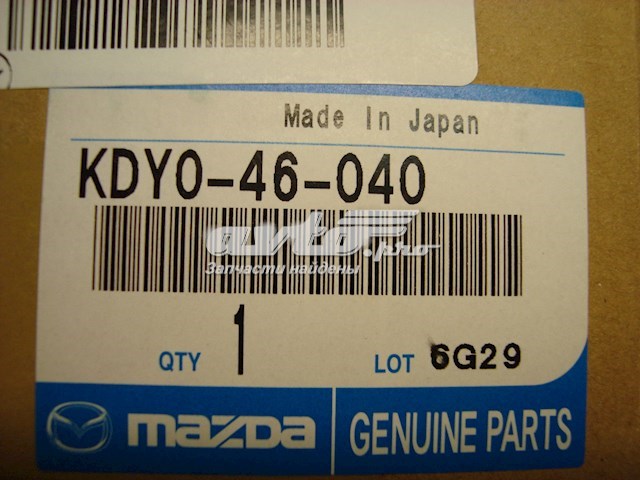 Made In Japan
KDY0-46-040
avto.pro
Запчасти найдены
QTY 1 LOT 6G29
mazda GENUINE PARTS